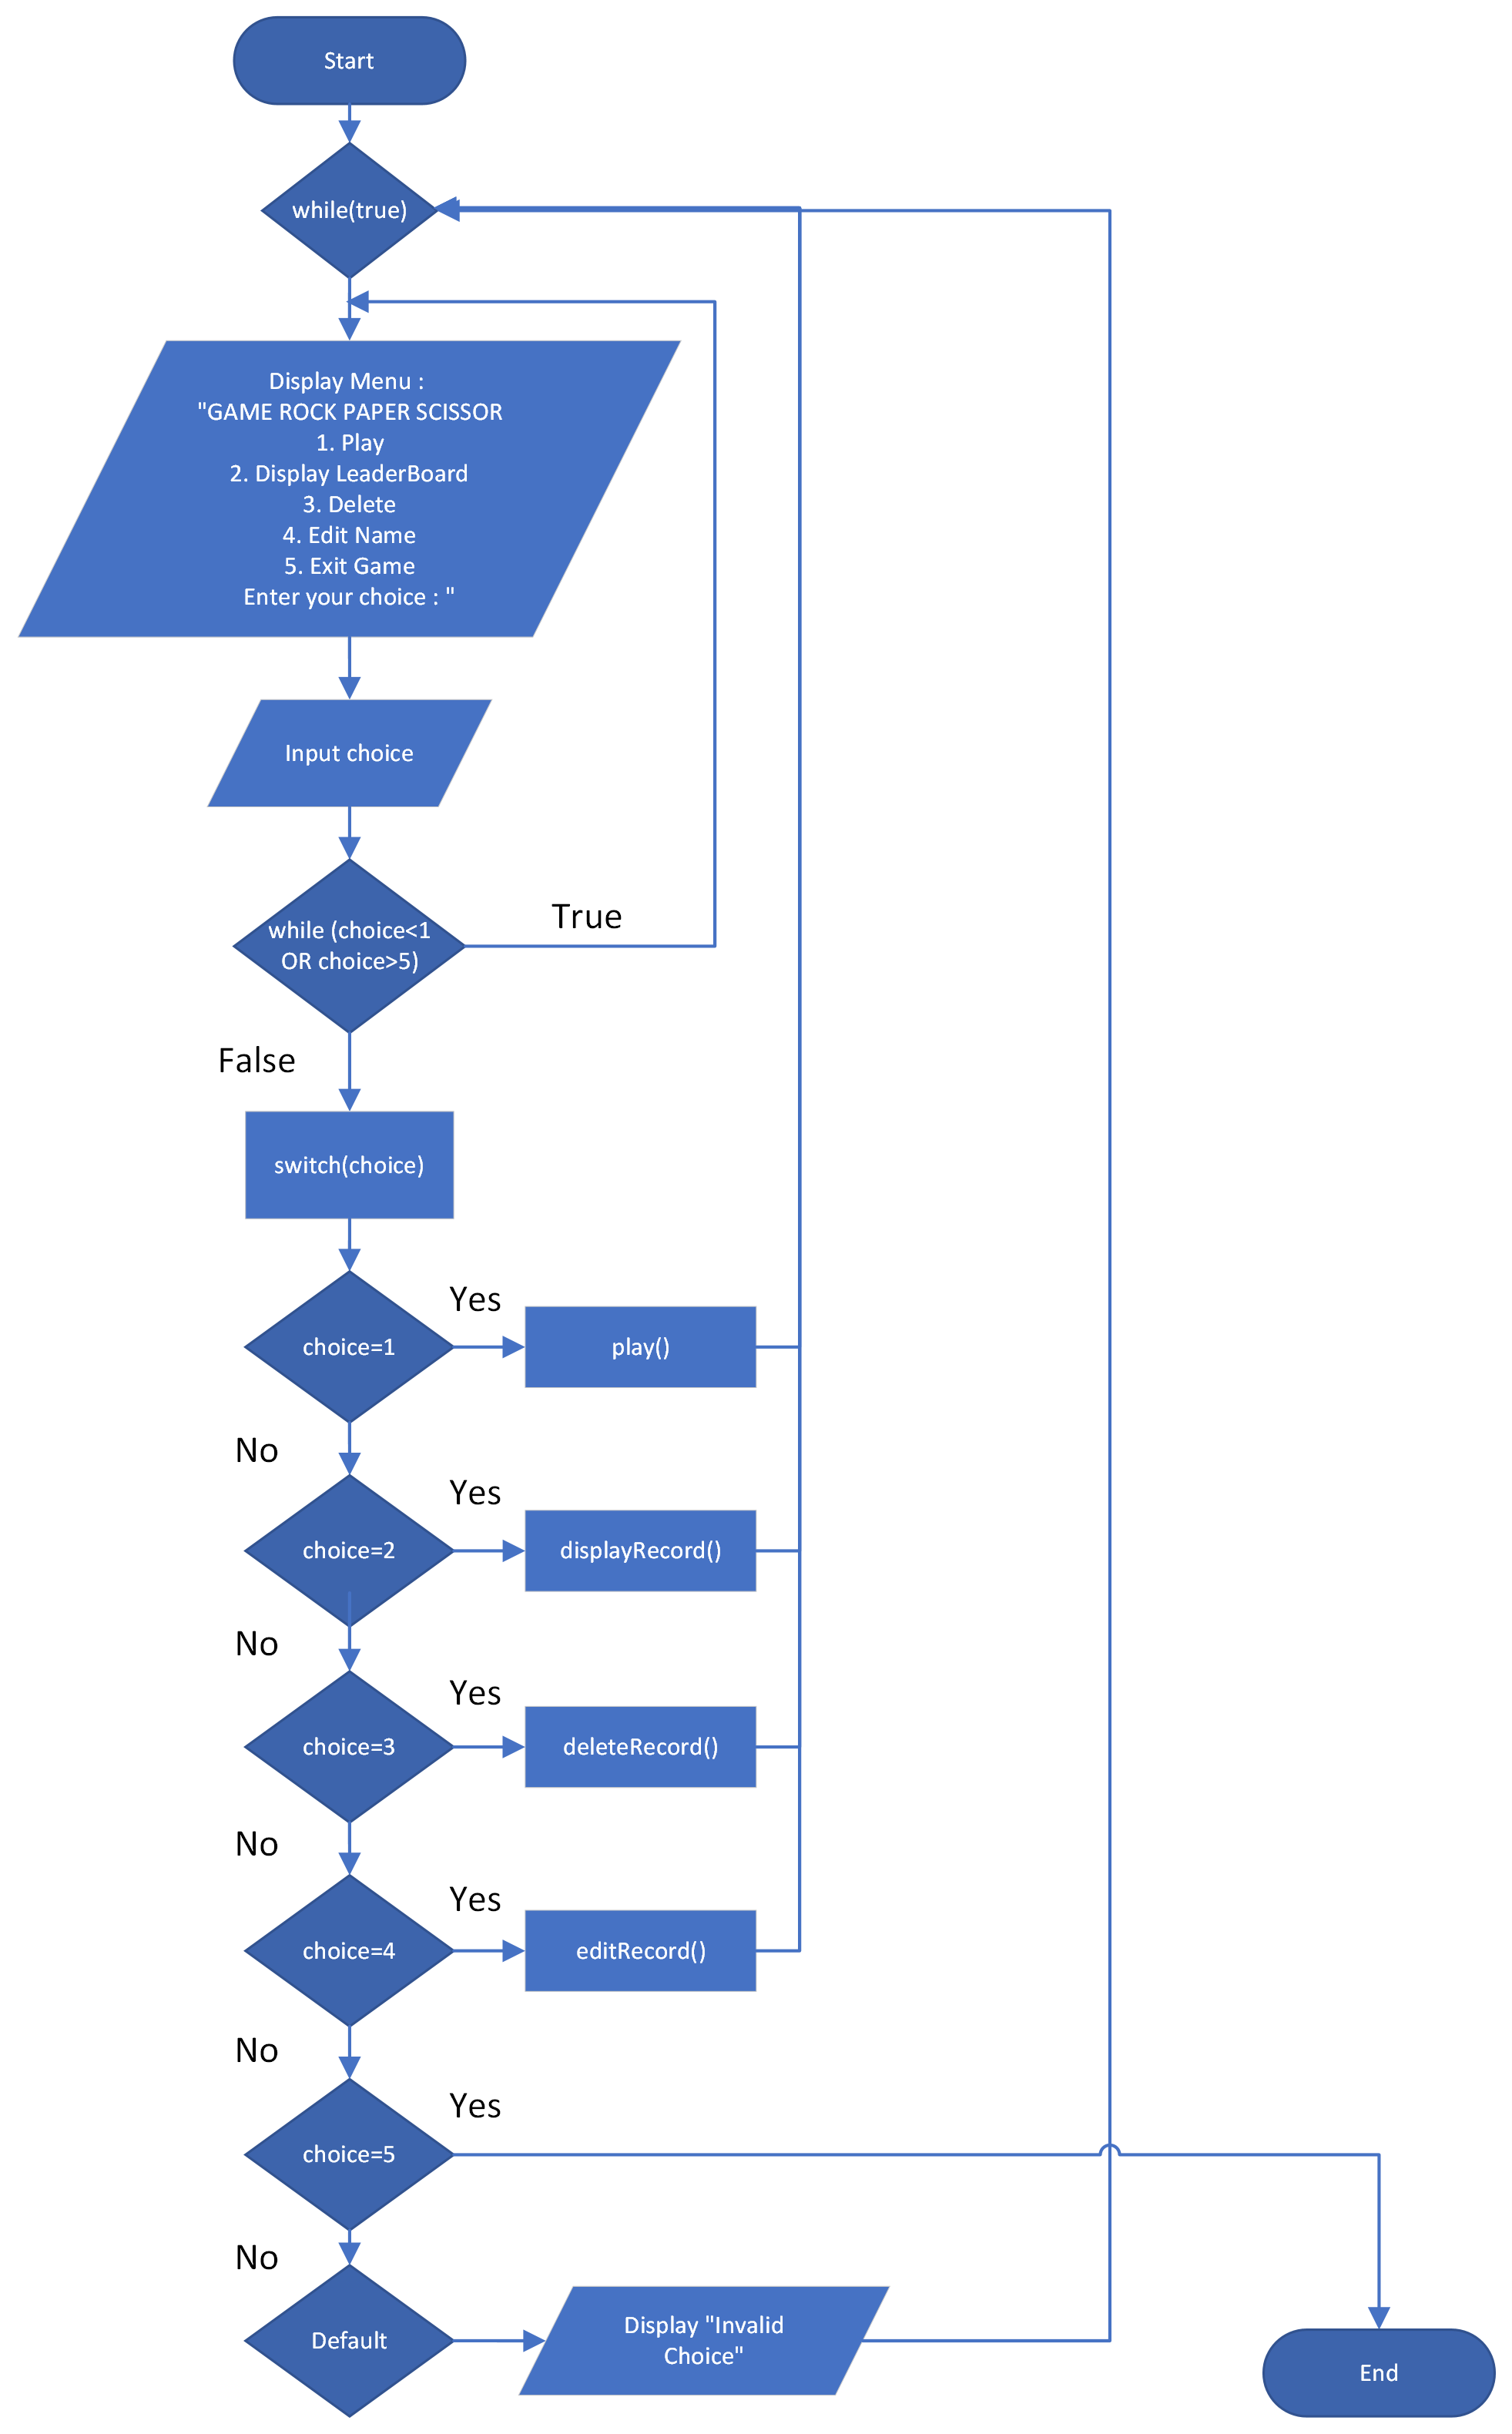 Start
while(true)
Display Menu :
"GAME ROCK PAPER SCISSOR
1. Play
2. Display LeaderBoard
3. Delete
4. Edit Name
5. Exit Game
Enter your choice : "
Input choice
while (choice<1
OR choice>5)
True
False
switch(choice)
choice=1
Yes
play()
No
choice=2
Yes
displayRecord()
No
choice=3
Yes
deleteRecord()
No
choice=4
Yes
editRecord()
No
choice=5
Yes
No
Default
Display "Invalid
Choice"
End